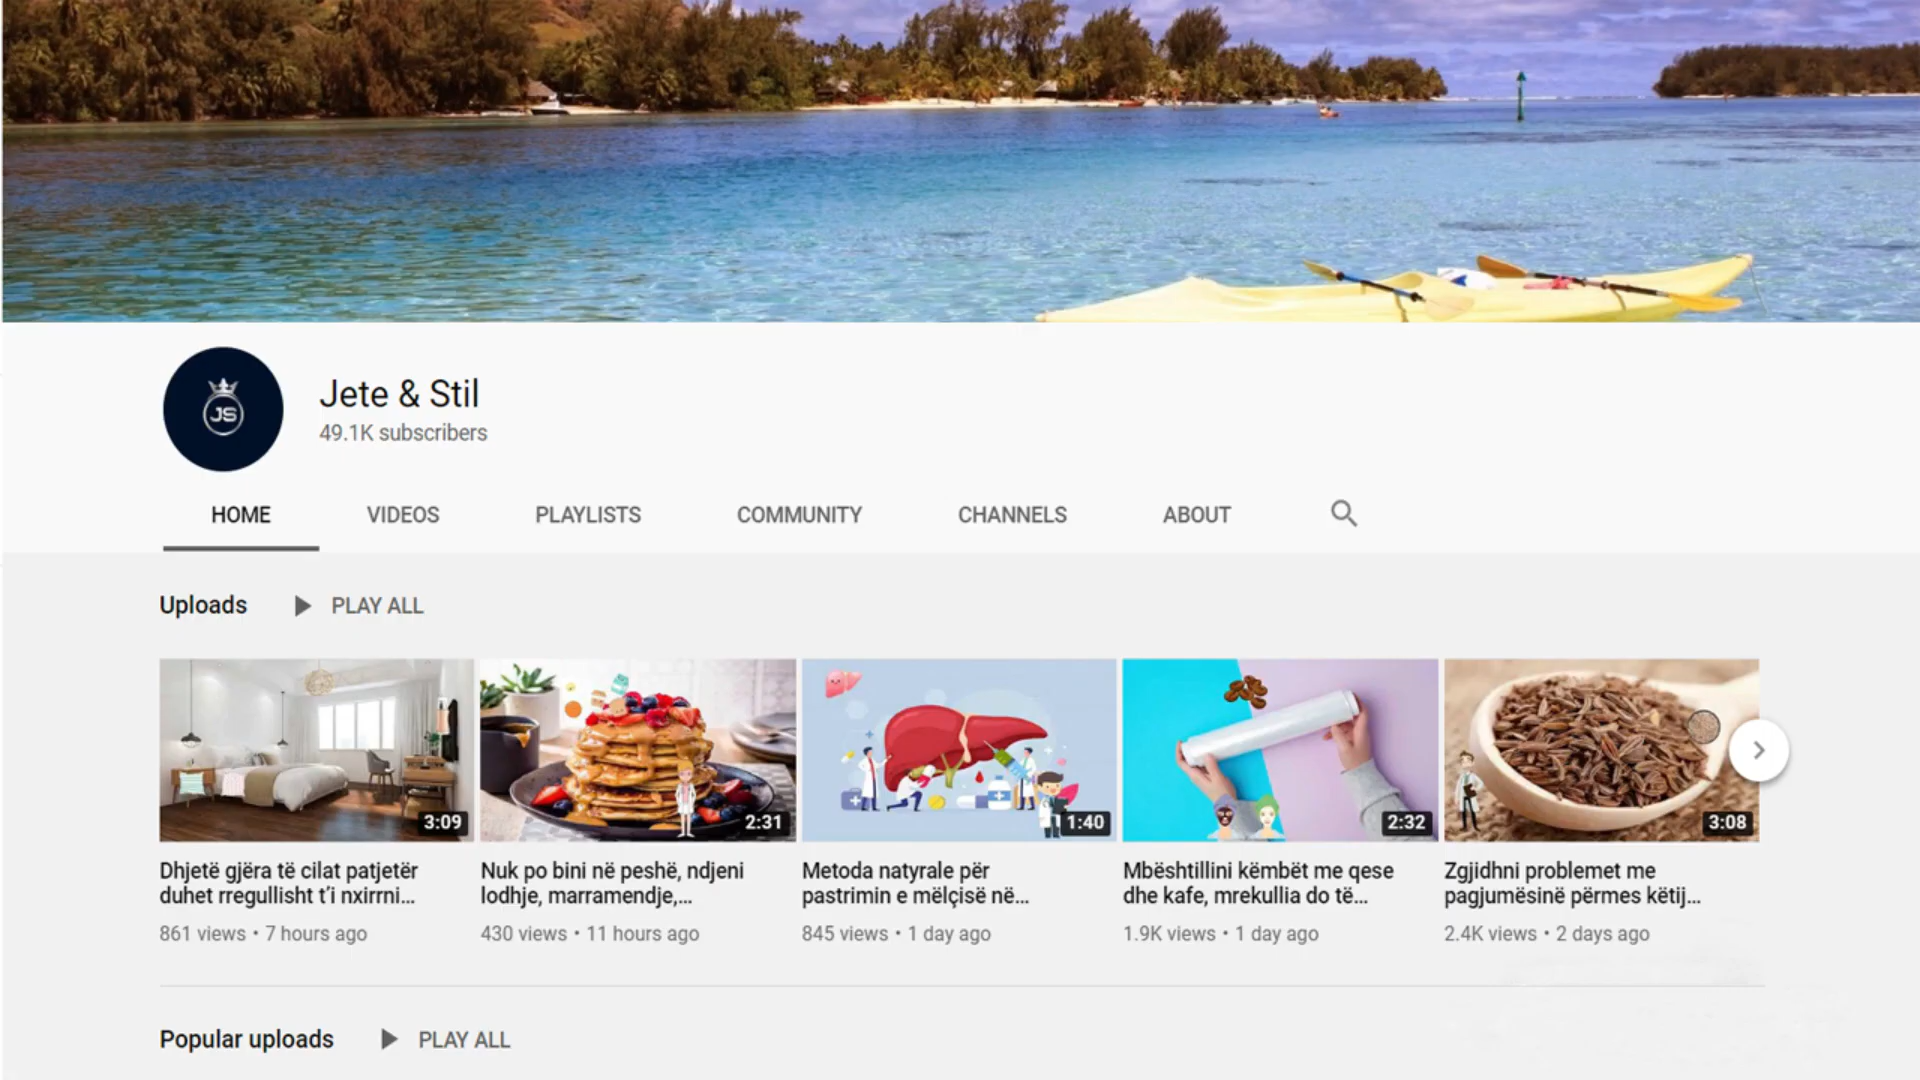 JS
Jete & Stil
49.1K subscribers
HOME VIDEOS PLAYLISTS COMMUNITY CHANNELS ABOUT
Uploads PLAY ALL
3:09 2:31 1:40 2:32 3:08
Dhjetë gjëra të cilat patjetër
duhet rregullisht t'i nxirrni...
861 views • 7 hours ago
Nuk po bini në peshë, ndjeni
lodhje, marramendje,...
430 views • 11 hours ago
Metoda natyrale për
pastrimin e mëlçisë në...
845 views • 1 day ago
Mbështillini këmbët me qese
dhe kafe, mrekullia do të...
1.9K views • 1 day ago
Zgjidhni problemet me
pagjumësinë përmes këtij...
2.4K views • 2 days ago
Popular uploads PLAY ALL